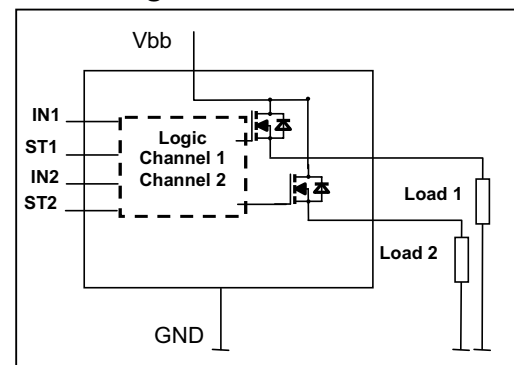 Vbb
IN1
ST1
IN2
ST2
Logic
Channel 1
Channel 2
Load 1
Load 2
GND